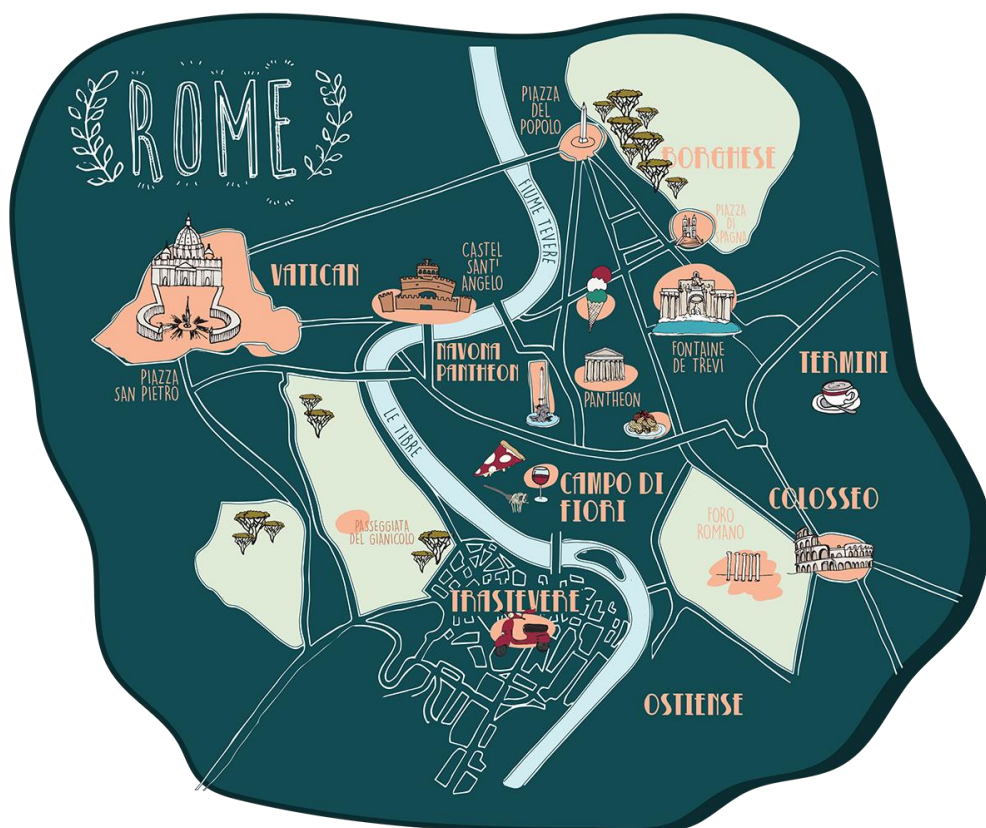 ROME
PIAZZA
DEL
POPOLO
BORGHESE
PIAZZA
DI
SPAGNA
FIUME TEVERE
CASTEL
SANT'
ANGELO
VATICAN
PIAZZA
SAN PIETRO
NAVONA
PANTHEON
PANTHEON
FONTAINE
DE TREVI
TERMINI
LE TIBRE
CAMPO DI
FIORI
COLOSSEO
FORO
ROMANO
PASSEGGIATA
DEL GIANICOLO
TRASTEVERE
OSTIENSE